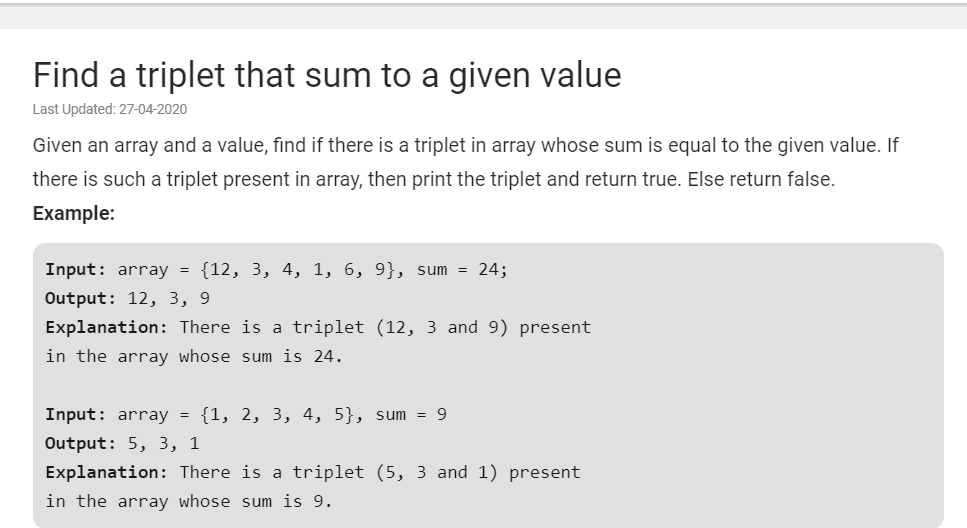 Find a triplet that sum to a given value
Last Updated: 27-04-2020
Given an array and a value, find if there is a triplet in array whose sum is equal to the given value. If
there is such a triplet present in array, then print the triplet and return true. Else return false.
Example:
Input: array = {12, 3, 4, 1, 6, 9}, sum = 24;
Output: 12, 3, 9
Explanation: There is a triplet (12, 3 and 9) present
in the array whose sum is 24.
Input: array = {1, 2, 3, 4, 5}, sum = 9
Output: 5, 3, 1
Explanation: There is a triplet (5, 3 and 1) present
in the array whose sum is 9.